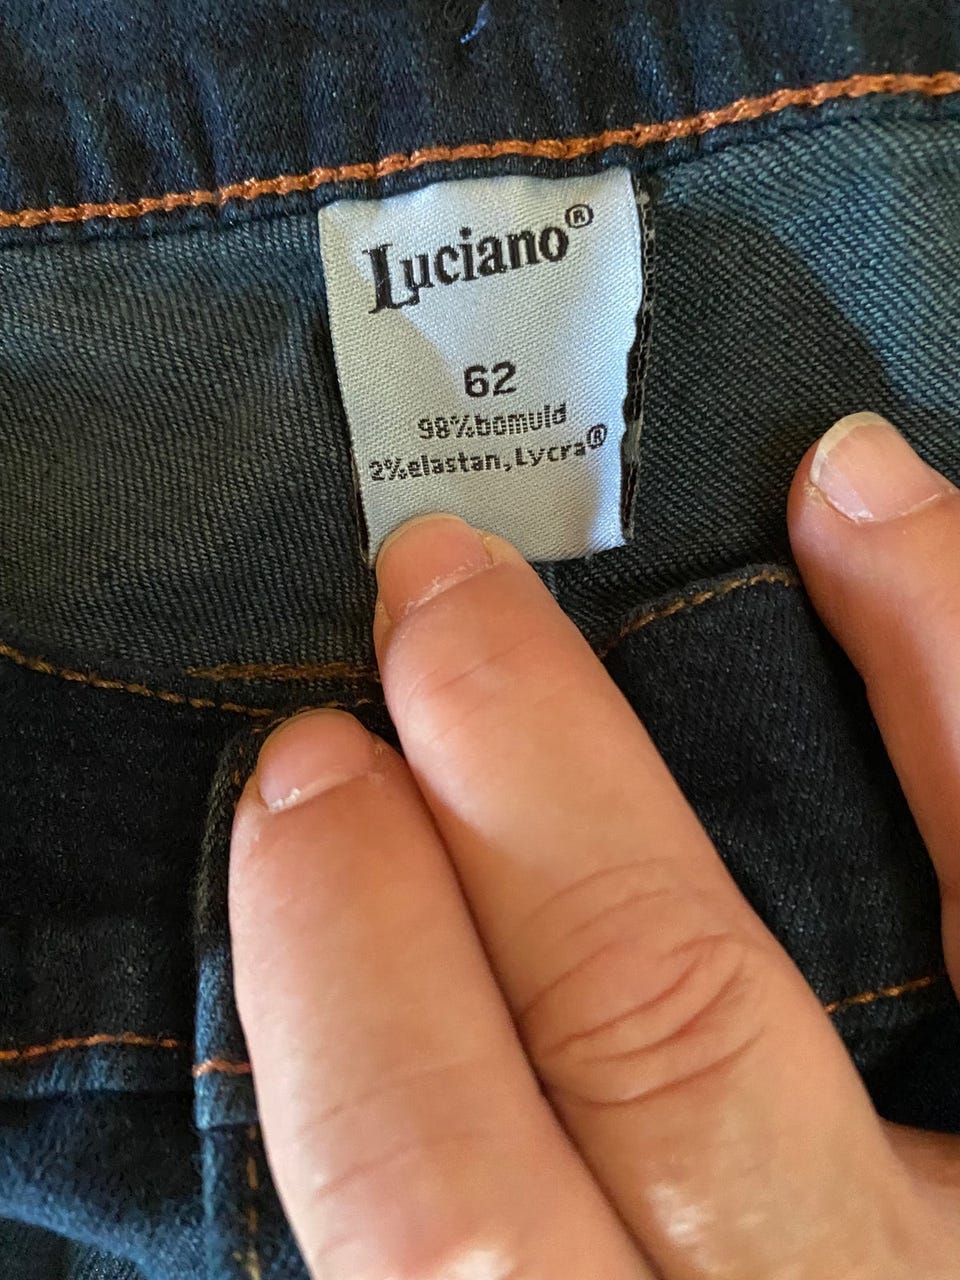 Luciano®
62
98%bomuld
2%elastan,Lycra®